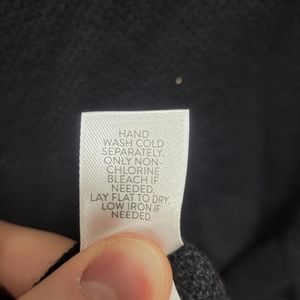 HAND
WASH COLD
SEPARATELY.
ONLY NON-
CHLORINE
BLEACH IF
NEEDED.
LAY FLAT TO DRY.
LOW IRON IF
NEEDED.